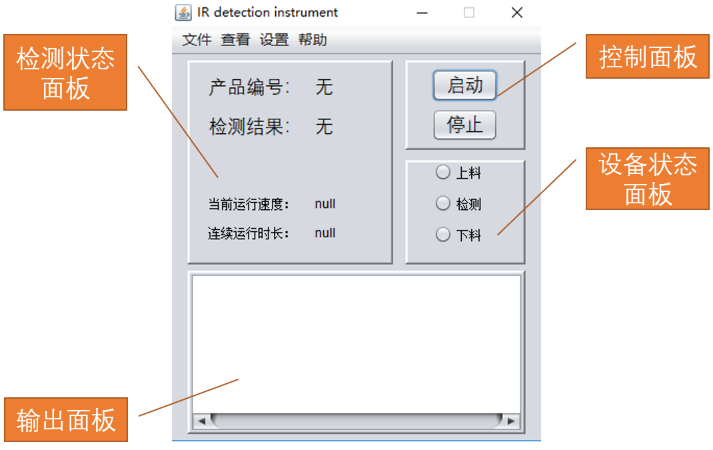 IR detection instrument
文件 查看 设置 帮助
检测状态
面板
产品编号： 无
检测结果： 无
当前运行速度： null
连续运行时长： null
启动
停止
控制面板
上料
检测
下料
设备状态
面板
输出面板